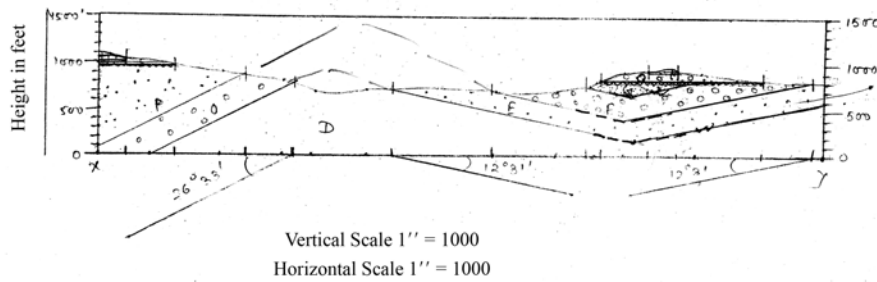 1500' 1500
1000 1000
500 500
0 0
Height in feet
P O D E F
x y
26°33' 12°31' 12°31'
Vertical Scale 1″ = 1000
Horizontal Scale 1″ = 1000